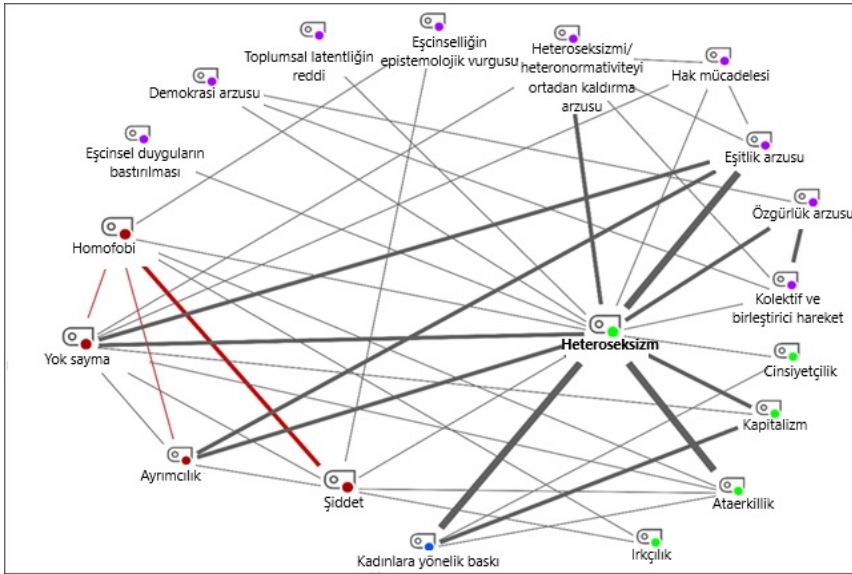 Toplumsal latentliğin
reddi
Eşcinselliğin
epistemolojik vurgusu
Heteroseksizmi/
heteronormativiteyi
ortadan kaldırma
arzusu
Hak mücadelesi
Demokrasi arzusu
Eşcinsel duyguların
bastırılması
Eşitlik arzusu
Özgürlük arzusu
Homofobi
Kolektif ve
birleştirici hareket
Yok sayma
Heteroseksizm
Cinsiyetçilik
Kapitalizm
Ayrımcılık
Şiddet
Ataerkillik
Kadınlara yönelik baskı
Irkçılık